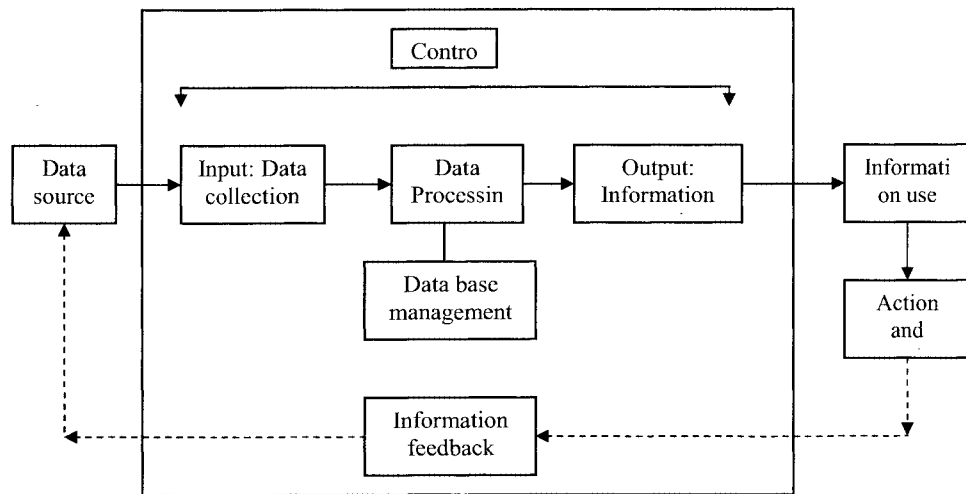 Contro
Data
source
Input: Data
collection
Data
Processin
Output:
Information
Informati
on use
Data base
management
Action
and
Information
feedback